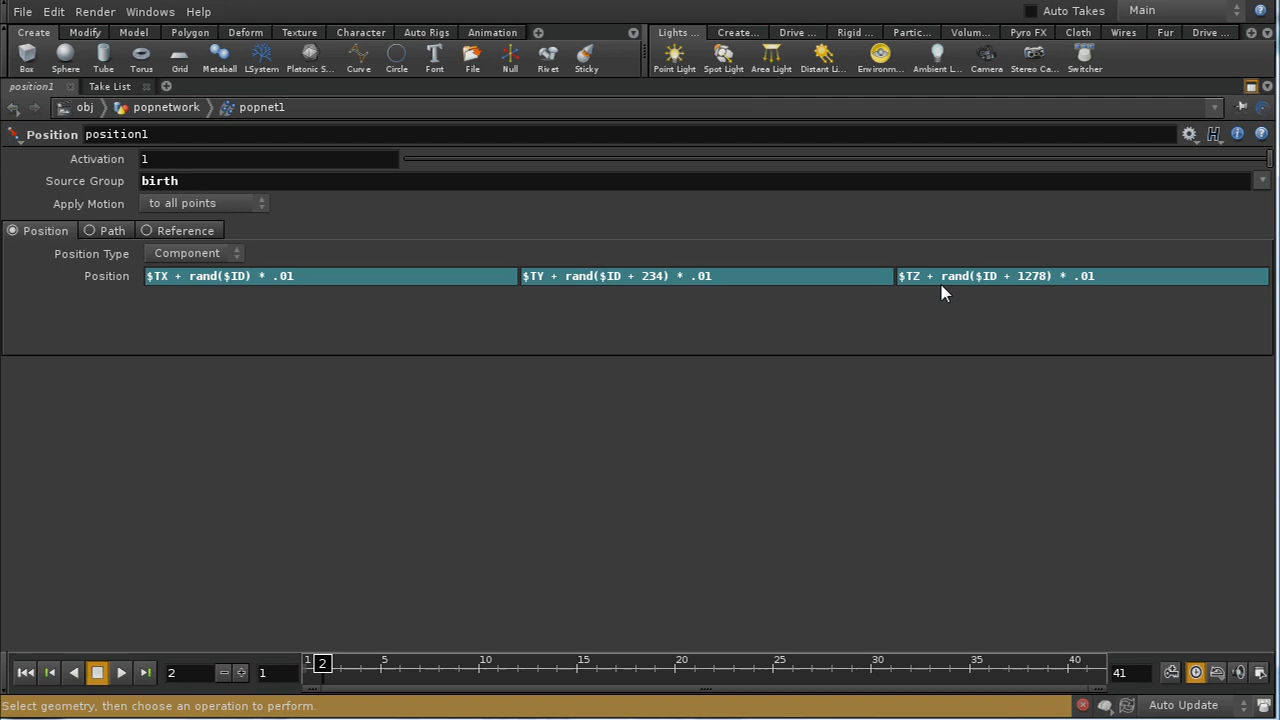 File Edit Render Windows Help Auto Takes Main
Create Modify Model Polygon Deform Texture Character Auto Rigs Animation Lights ... Create... Drive ... Rigid ... Partic... Volum... Pyro FX Cloth Wires Fur Drive ...
Box Sphere Tube Torus Grid Metaball LSystem Platonic S... Curve Circle Font File Null Rivet Sticky Point Light Spot Light Area Light Distant Li... Environm... Ambient L... Camera Stereo Ca... Switcher
position1 Take List
obj popnetwork popnet1
Position position1
Activation 1
Source Group birth
Apply Motion to all points
Position Path Reference
Position Type Component
Position $TX + rand($ID) * .01 $TY + rand($ID + 234) * .01 $TZ + rand($ID + 1278) * .01
2 1 1 2 5 10 15 20 25 30 35 40 41
Select geometry, then choose an operation to perform. Auto Update